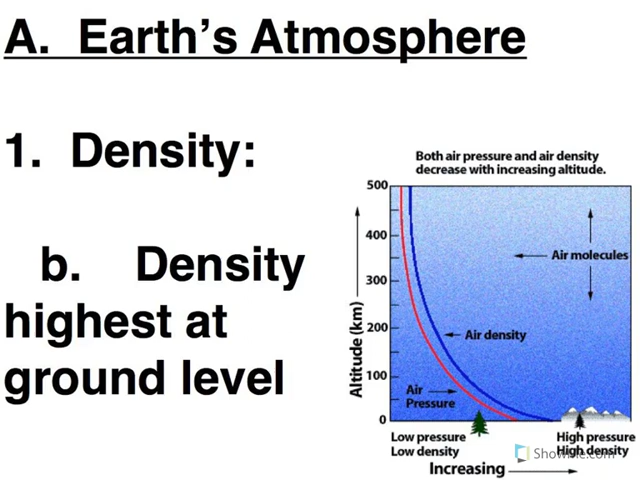 A.  Earth's Atmosphere
1.  Density:
b.  Density
highest at
ground level
Both air pressure and air density
decrease with increasing altitude.
500
400
300
200
100
0
Altitude (km)
Air molecules
Air density
Air
Pressure
Low pressure
Low density
High pressure
High density
Increasing
ShowMe.com